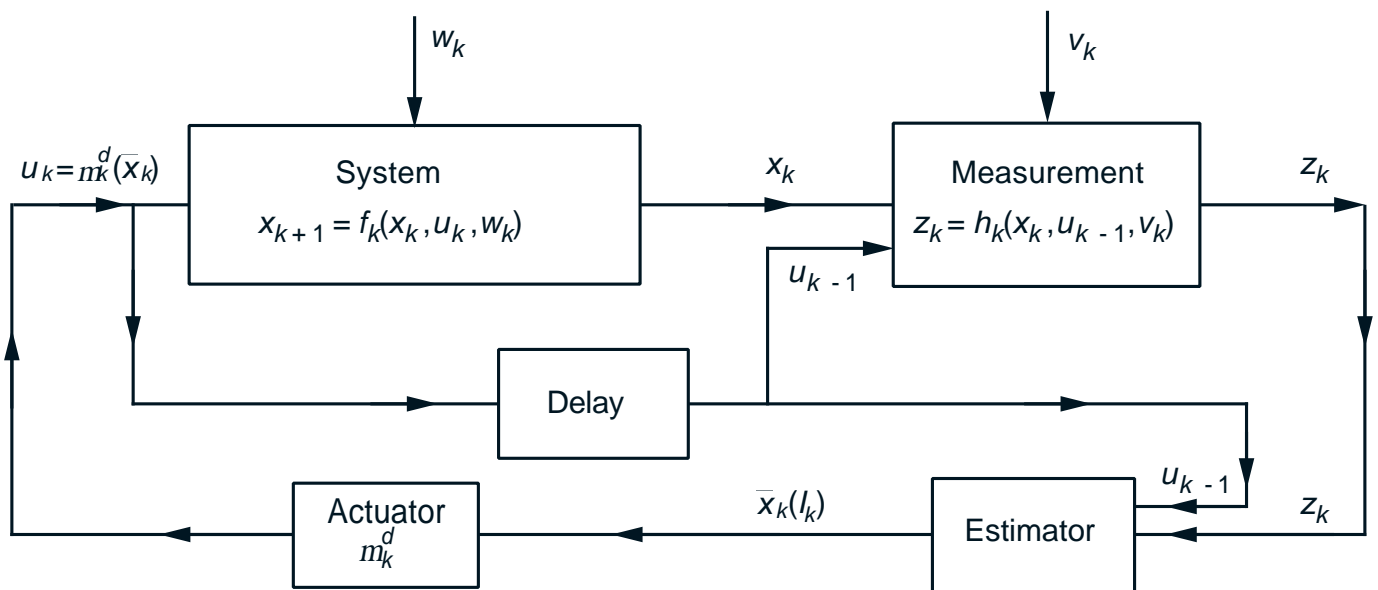 w_k
v_k
u_k = m_k^d(x̄_k)
System
x_{k+1} = f_k(x_k, u_k, w_k)
x_k
Measurement
z_k = h_k(x_k, u_{k-1}, v_k)
z_k
u_{k-1}
Delay
u_{k-1}
Actuator
m_k^d
x̄_k(I_k)
Estimator
z_k